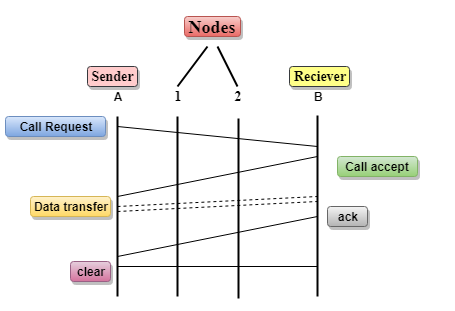 Nodes
Sender
Reciever
A
1
2
B
Call Request
Call accept
Data transfer
ack
clear